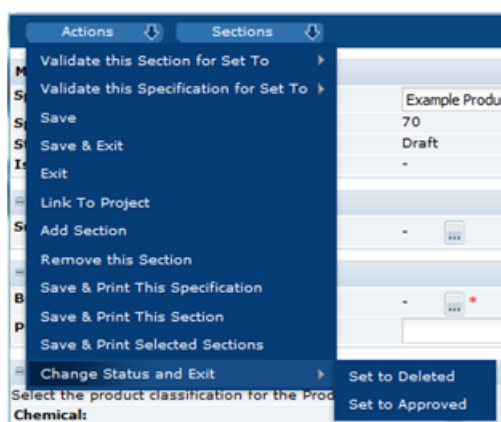 Actions Sections
Validate this Section for Set To
Validate this Specification for Set To
Example Produ
Save
70
Save & Exit
Draft
Exit
-
Link To Project
Add Section
-
...
Remove this Section
Save & Print This Specification
- ... *
Save & Print This Section
Save & Print Selected Sections
Change Status and Exit
Set to Deleted
Select the product classification for the Prod
Set to Approved
Chemical: